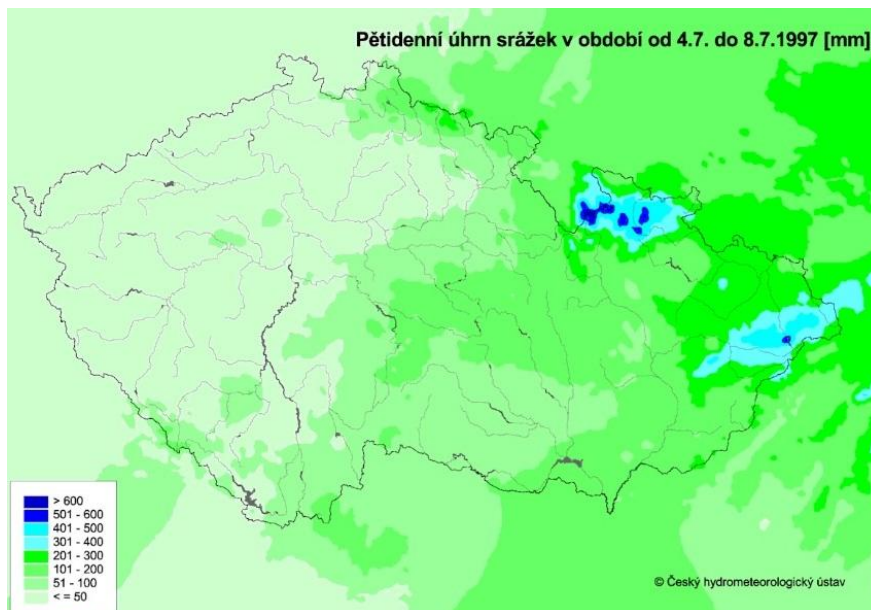 Pětidenní úhrn srážek v období od 4.7. do 8.7.1997 [mm]
> 600
501 - 600
401 - 500
301 - 400
201 - 300
101 - 200
51 - 100
< = 50
© Český hydrometeorologický ústav